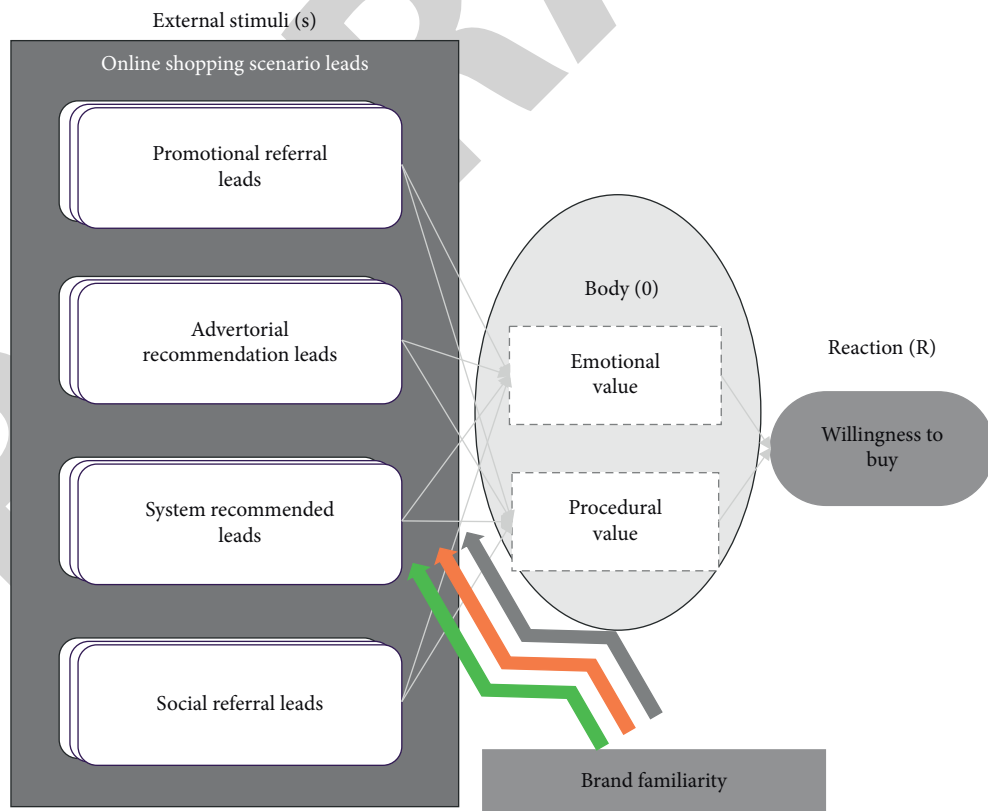 External stimuli (s)
Online shopping scenario leads
Promotional referral
leads
Advertorial
recommendation leads
System recommended
leads
Social referral leads
Body (0)
Emotional
value
Procedural
value
Reaction (R)
Willingness to
buy
Brand familiarity